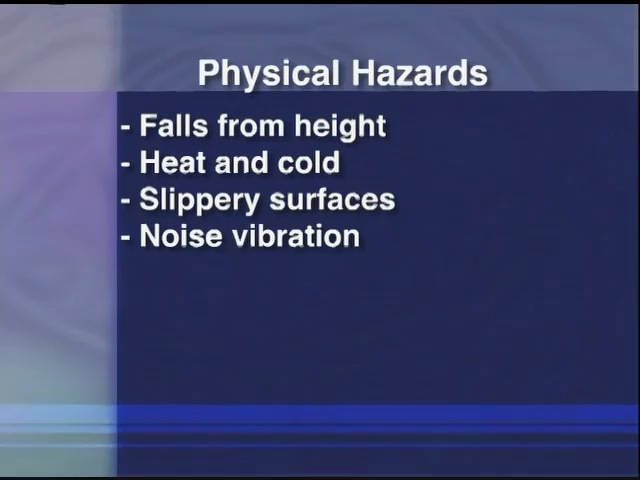 Physical Hazards
- Falls from height
- Heat and cold
- Slippery surfaces
- Noise vibration